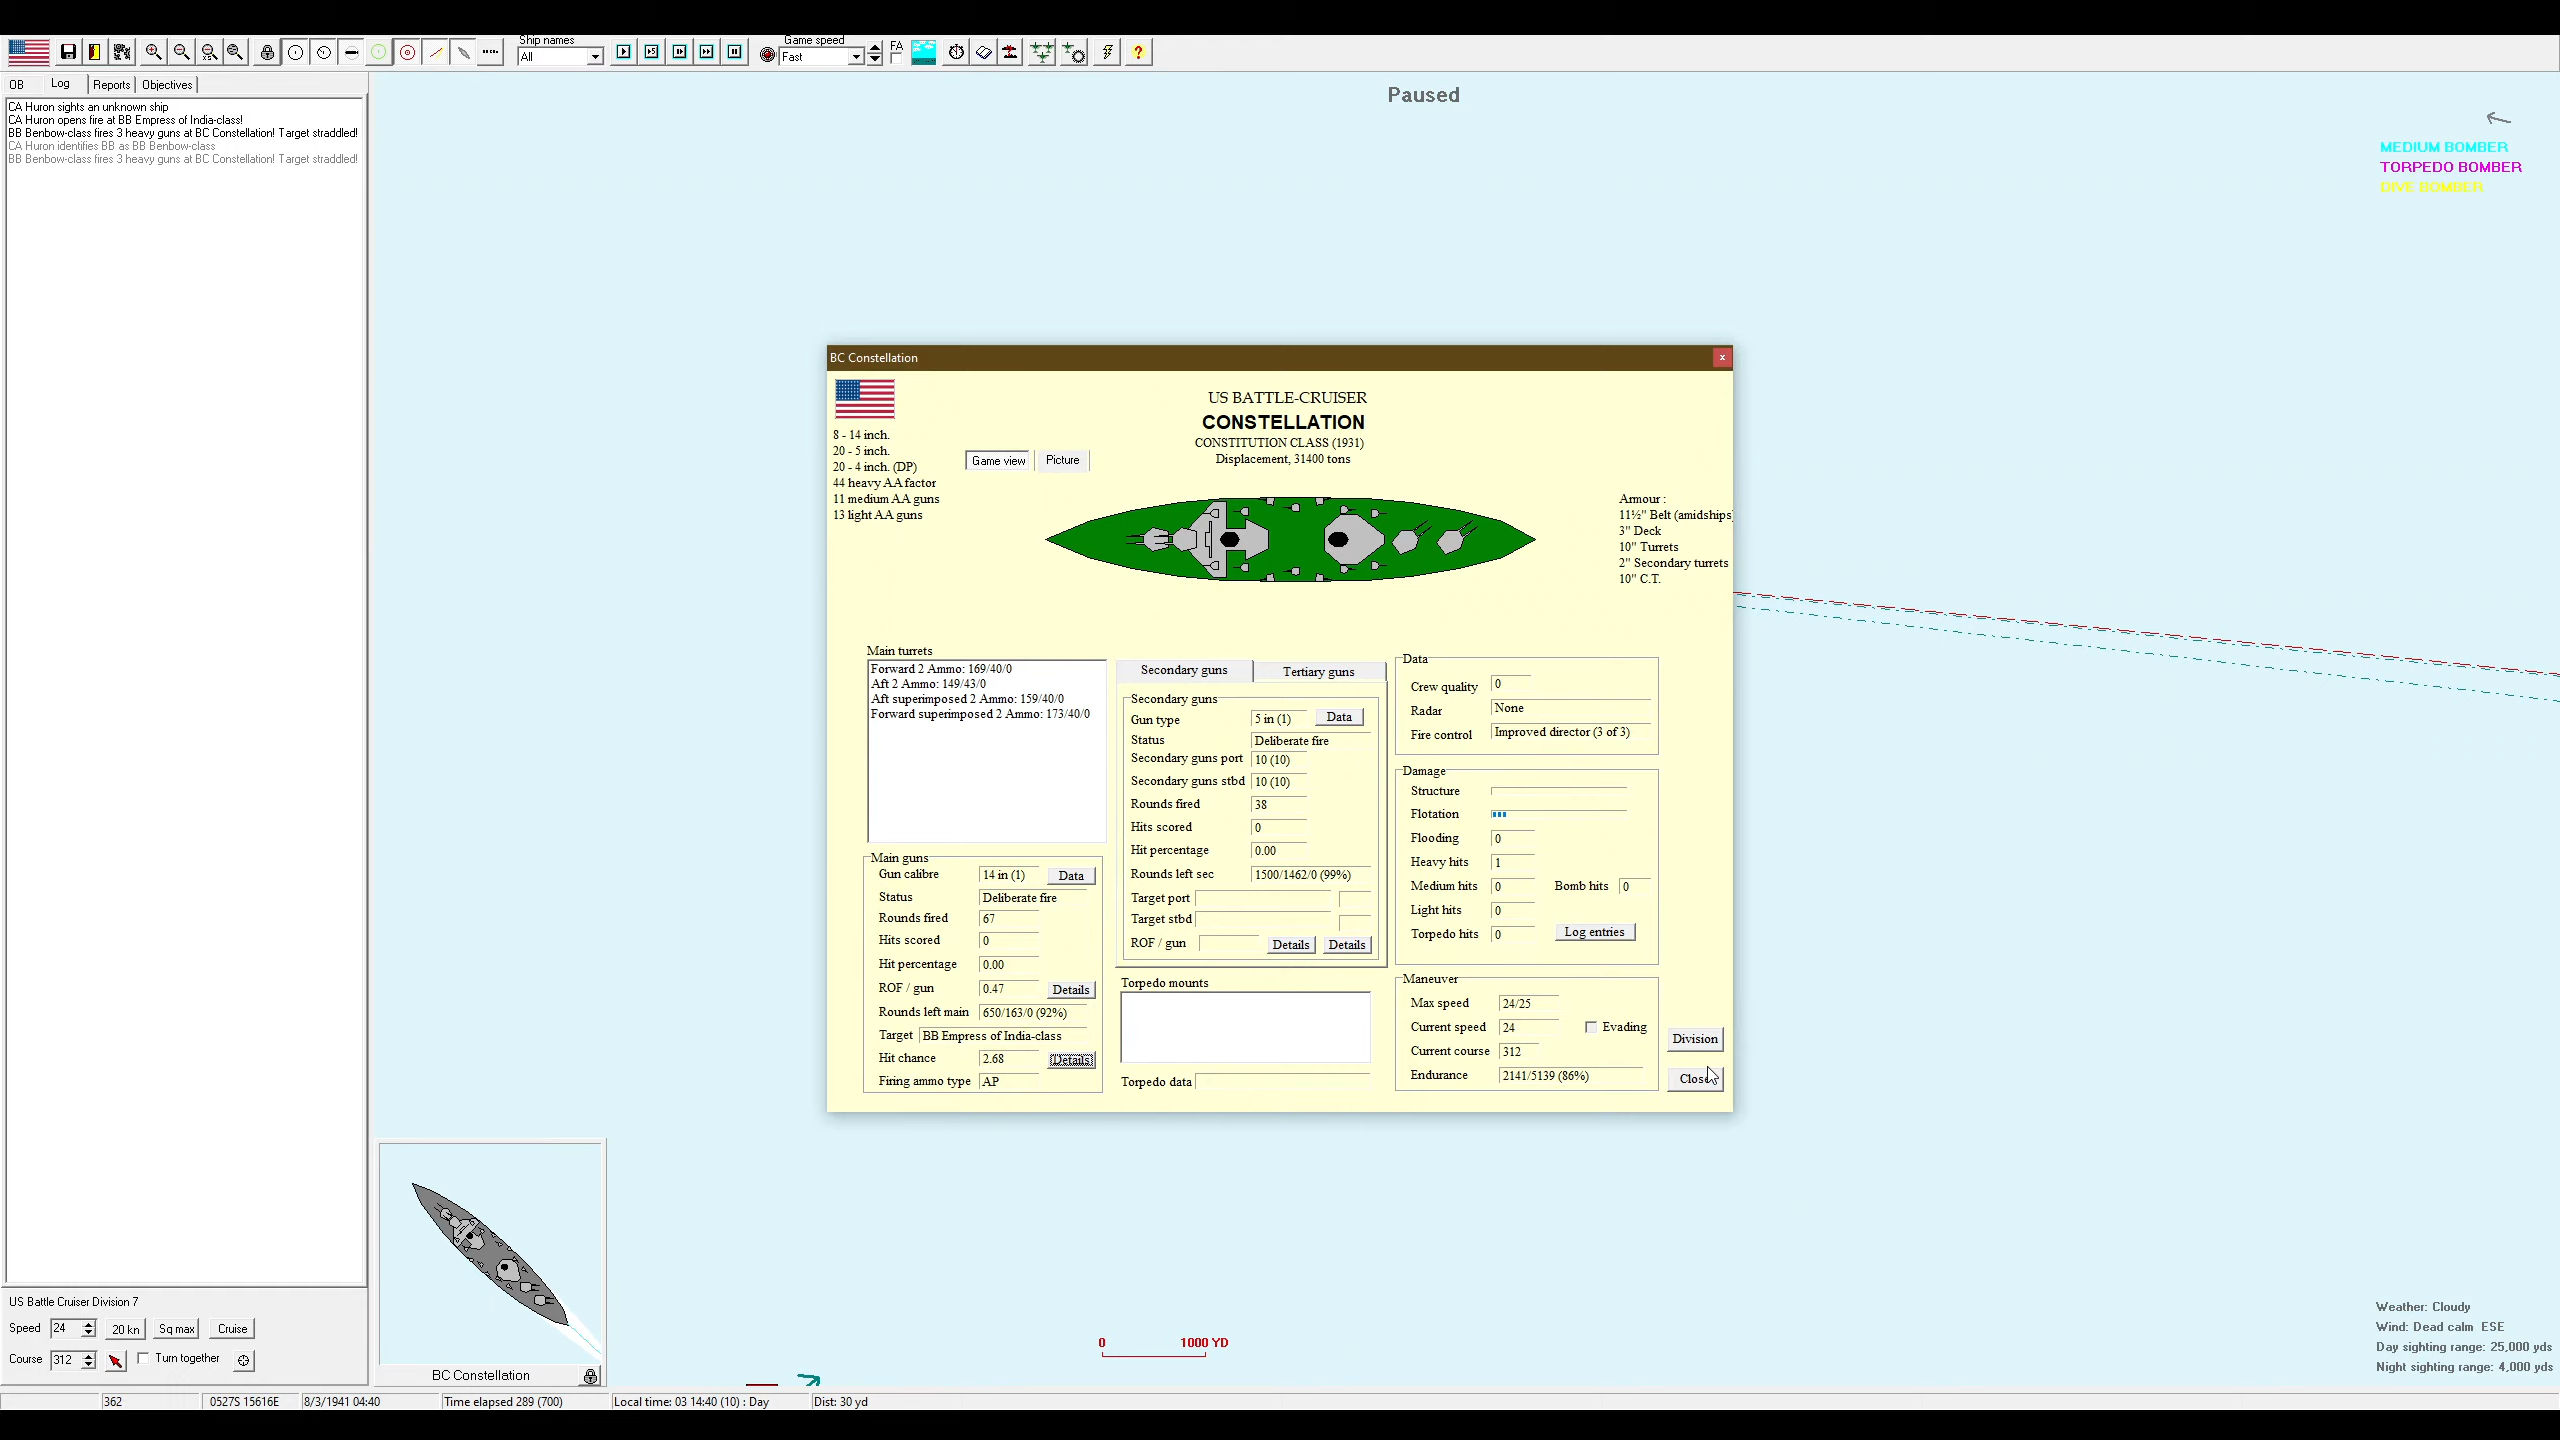 Ship names
All
Game speed
Fast
FA
OB
Log
Reports
Objectives
CA Huron sights an unknown ship
CA Huron opens fire at BB Empress of India-class!
BB Benbow-class fires 3 heavy guns at BC Constellation! Target straddled!
CA Huron identifies BB as BB Benbow-class
BB Benbow-class fires 3 heavy guns at BC Constellation! Target straddled!
Paused
MEDIUM BOMBER
TORPEDO BOMBER
DIVE BOMBER
BC Constellation
x
US BATTLE-CRUISER
CONSTELLATION
CONSTITUTION CLASS (1931)
Displacement, 31400 tons
8 - 14 inch.
20 - 5 inch.
20 - 4 inch. (DP)
44 heavy AA factor
11 medium AA guns
13 light AA guns
Game view
Picture
Armour :
11½" Belt (amidships
3" Deck
10" Turrets
2" Secondary turrets
10" C.T.
Main turrets
Forward 2 Ammo: 169/40/0
Aft 2 Ammo: 149/43/0
Aft superimposed 2 Ammo: 159/40/0
Forward superimposed 2 Ammo: 173/40/0
Main guns
Gun calibre 14 in (1) Data
Status Deliberate fire
Rounds fired 67
Hits scored 0
Hit percentage 0.00
ROF / gun 0.47 Details
Rounds left main 650/163/0 (92%)
Target BB Empress of India-class
Hit chance 2.68 Details
Firing ammo type AP
Secondary guns
Tertiary guns
Secondary guns
Gun type 5 in (1) Data
Status Deliberate fire
Secondary guns port 10 (10)
Secondary guns stbd 10 (10)
Rounds fired 38
Hits scored 0
Hit percentage 0.00
Rounds left sec 1500/1462/0 (99%)
Target port
Target stbd
ROF / gun Details Details
Torpedo mounts
Torpedo data
Data
Crew quality 0
Radar None
Fire control Improved director (3 of 3)
Damage
Structure
Flotation
Flooding 0
Heavy hits 1
Medium hits 0 Bomb hits 0
Light hits 0
Torpedo hits 0 Log entries
Maneuver
Max speed 24/25
Current speed 24 Evading
Current course 312
Endurance 2141/5139 (86%)
Division
Close
US Battle Cruiser Division 7
Speed 24 20 kn Sq max Cruise
Course 312 Turn together
BC Constellation
0 1000 YD
Weather: Cloudy
Wind: Dead calm ESE
Day sighting range: 25,000 yds
Night sighting range: 4,000 yds
362 0527S 15616E 8/3/1941 04:40 Time elapsed 289 (700) Local time: 03 14:40 (10) : Day Dist: 30 yd